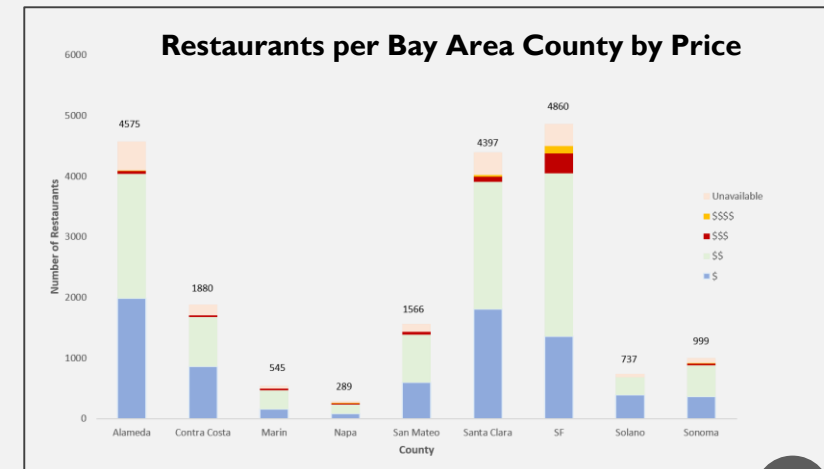 Restaurants per Bay Area County by Price
6000
5000
4000
3000
2000
1000
0
Number of Restaurants
4575
1880
545
289
1566
4397
4860
737
999
Alameda
Contra Costa
Marin
Napa
San Mateo
Santa Clara
SF
Solano
Sonoma
County
Unavailable
$$$$
$$$
$$
$